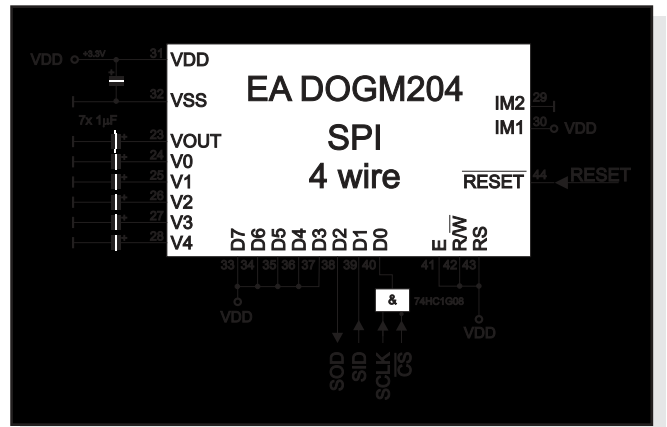 VDD +3.3V 31 VDD
EA DOGM204
32 VSS
IM2 29
7x 1µF
IM1 30 VDD
23 VOUT
SPI
24 V0
4 wire
25 V1
RESET 44 RESET
26 V2
27 V3
28 V4
D7 D6 D5 D4 D3 D2 D1 D0 E R/W RS
33 34 35 36 37 38 39 40 41 42 43
& 74HC1G08
VDD
VDD
SOD SID SCLK CS